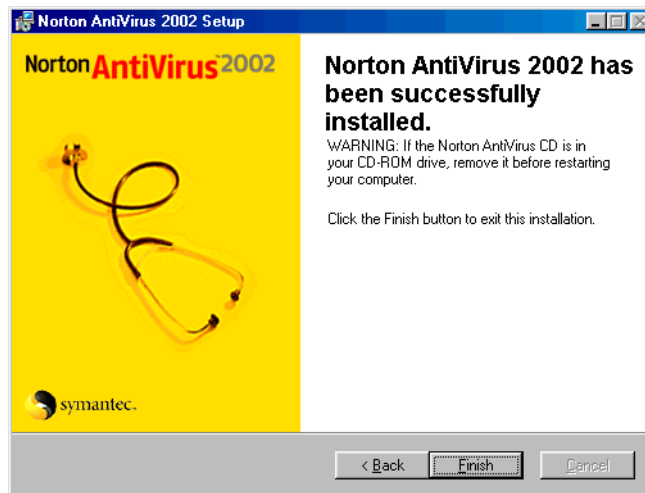 Norton AntiVirus 2002 Setup
Norton AntiVirus 2002
Norton AntiVirus 2002 has
been successfully
installed.
WARNING: If the Norton AntiVirus CD is in
your CD-ROM drive, remove it before restarting
your computer.
Click the Finish button to exit this installation.
symantec.
< Back
Finish
Cancel